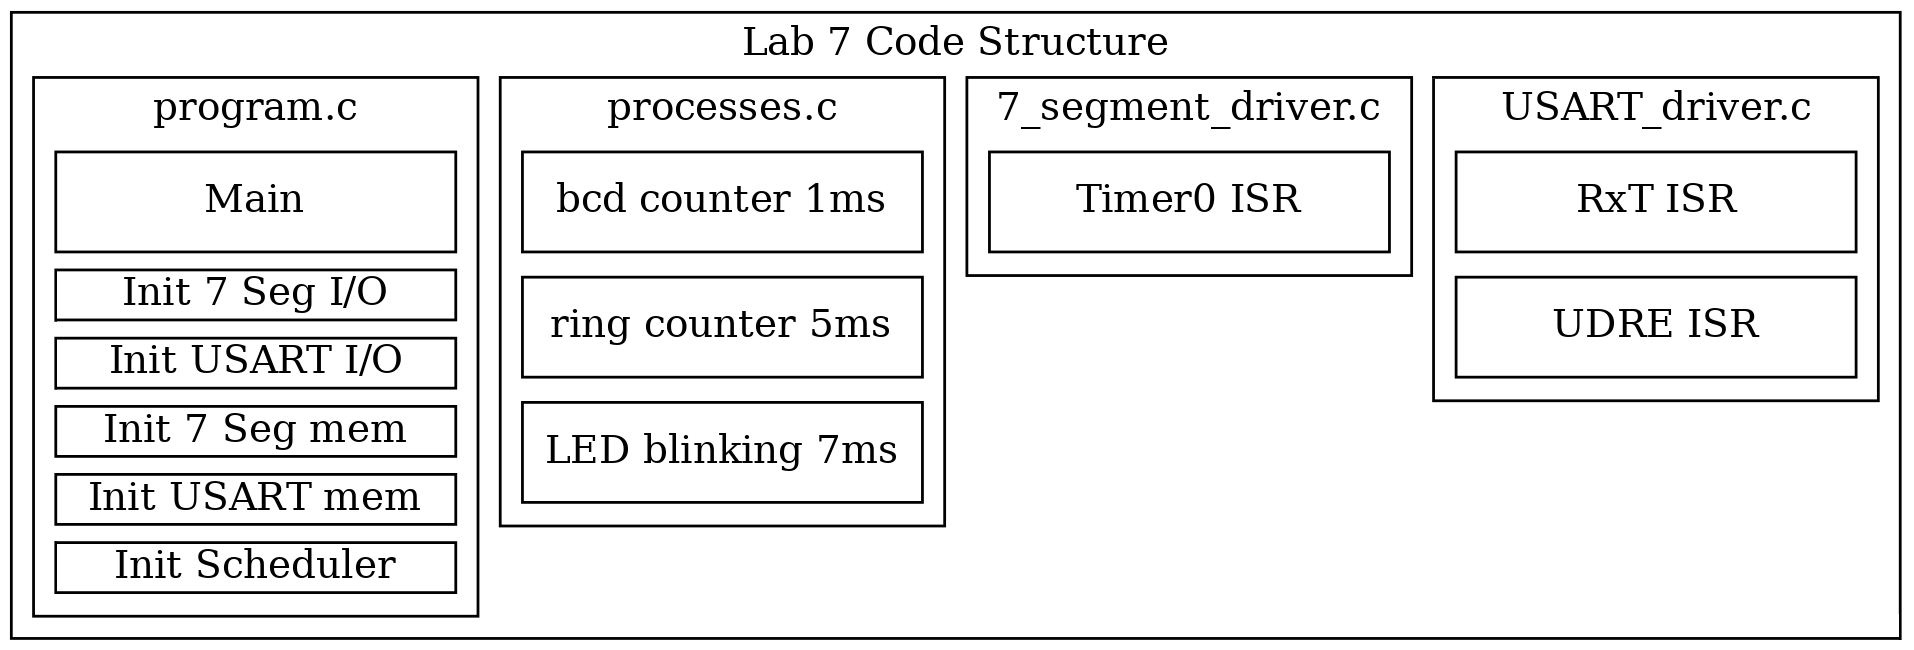 Lab 7 Code Structure
program.c
Main
Init 7 Seg I/O
Init USART I/O
Init 7 Seg mem
Init USART mem
Init Scheduler
processes.c
bcd counter 1ms
ring counter 5ms
LED blinking 7ms
7_segment_driver.c
Timer0 ISR
USART_driver.c
RxT ISR
UDRE ISR